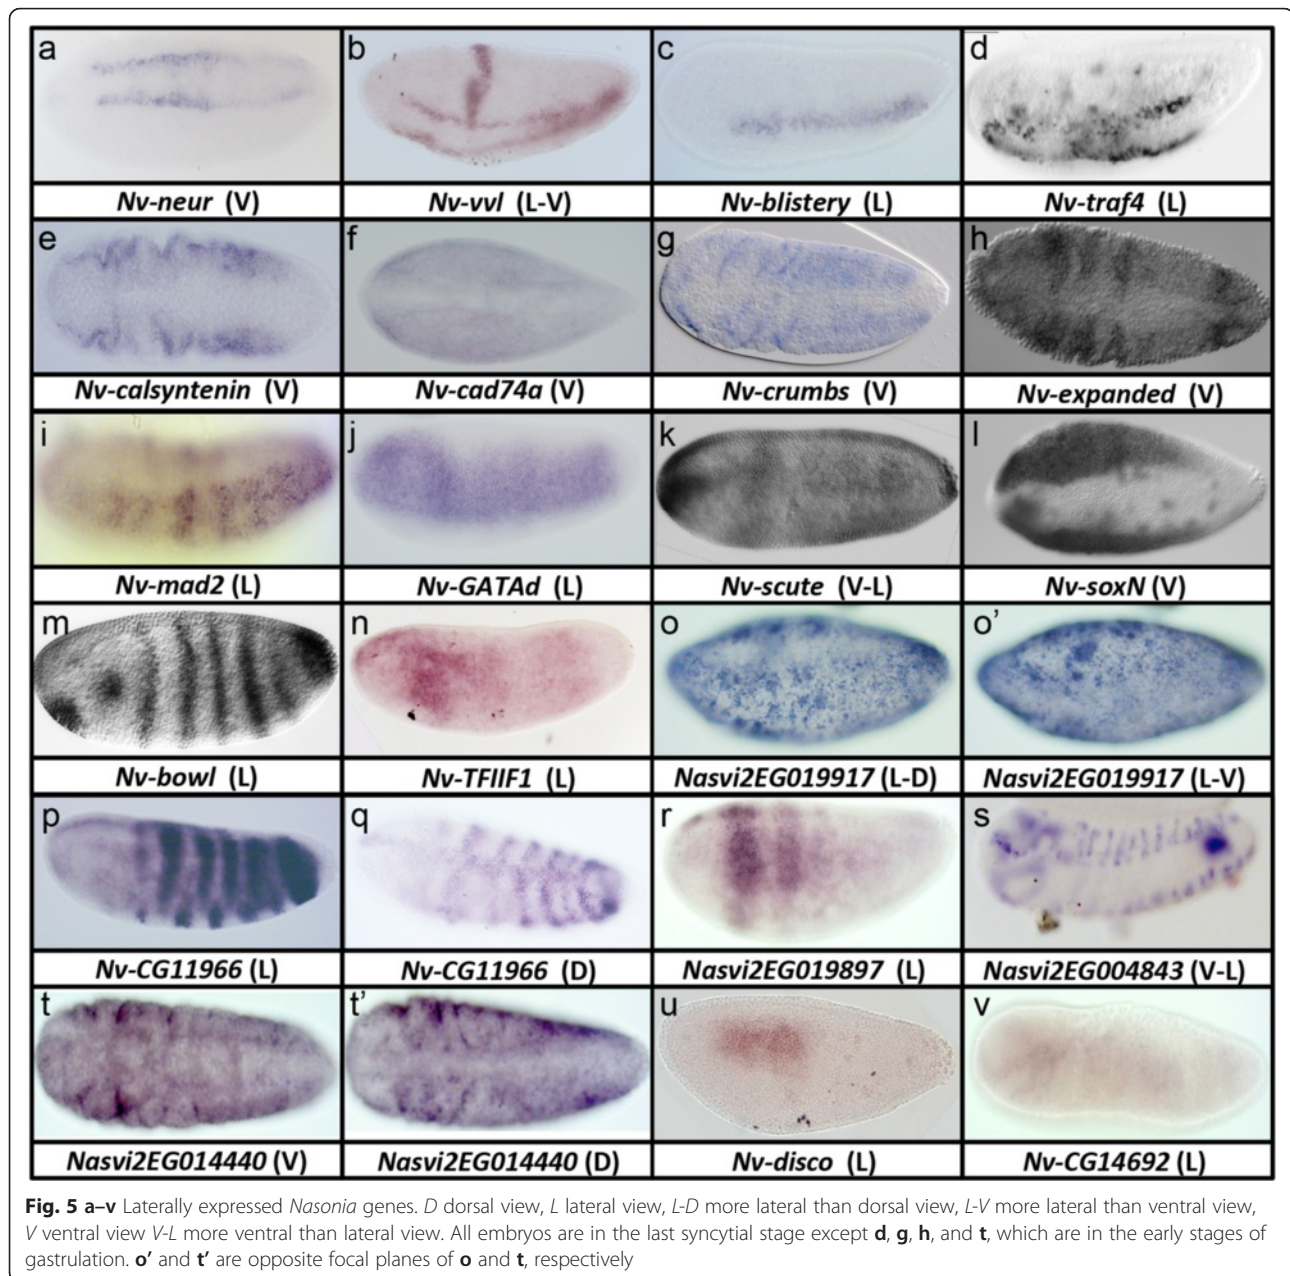 a b c d
Nv-neur (V) Nv-vvl (L-V) Nv-blistery (L) Nv-traf4 (L)
e f g h
Nv-calsyntenin (V) Nv-cad74a (V) Nv-crumbs (V) Nv-expanded (V)
i j k l
Nv-mad2 (L) Nv-GATAd (L) Nv-scute (V-L) Nv-soxN (V)
m n o o’
Nv-bowl (L) Nv-TFIIF1 (L) Nasvi2EG019917 (L-D) Nasvi2EG019917 (L-V)
p q r s
Nv-CG11966 (L) Nv-CG11966 (D) Nasvi2EG019897 (L) Nasvi2EG004843 (V-L)
t t’ u v
Nasvi2EG014440 (V) Nasvi2EG014440 (D) Nv-disco (L) Nv-CG14692 (L)
Fig. 5 a–v Laterally expressed Nasonia genes. D dorsal view, L lateral view, L-D more lateral than dorsal view, L-V more lateral than ventral view,
V ventral view V-L more ventral than lateral view. All embryos are in the last syncytial stage except d, g, h, and t, which are in the early stages of
gastrulation. o’ and t’ are opposite focal planes of o and t, respectively